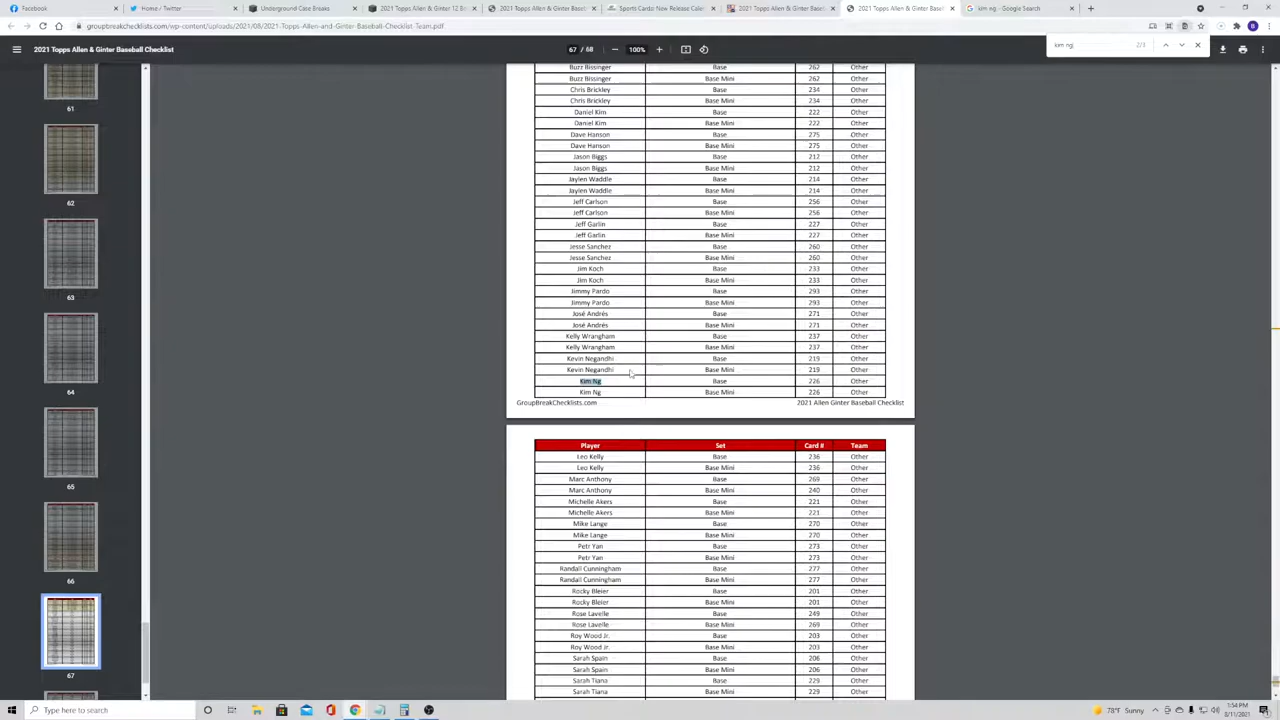 Facebook
Home / Twitter
Underground Case Breaks
2021 Topps Allen & Ginter 12 B
2021 Topps Allen & Ginter Base
Sports Cards: New Release Cale
2021 Topps Allen & Ginter Baseb
2021 Topps Allen & Ginter Base
kim ng - Google Search
groupbreakchecklists.com/wp-content/uploads/2021/08/2021-Topps-Allen-and-Ginter-Baseball-Checklist-Team.pdf
2021 Topps Allen & Ginter Baseball Checklist
67 / 68
100%
kim ng
2/3
61
62
63
64
65
66
67
Buzz Bissinger Base 262 Other
Buzz Bissinger Base Mini 262 Other
Chris Brickley Base 234 Other
Chris Brickley Base Mini 234 Other
Daniel Kim Base 222 Other
Daniel Kim Base Mini 222 Other
Dave Hanson Base 275 Other
Dave Hanson Base Mini 275 Other
Jason Biggs Base 212 Other
Jason Biggs Base Mini 212 Other
Jaylen Waddle Base 214 Other
Jaylen Waddle Base Mini 214 Other
Jeff Carlson Base 256 Other
Jeff Carlson Base Mini 256 Other
Jeff Garlin Base 227 Other
Jeff Garlin Base Mini 227 Other
Jesse Sanchez Base 260 Other
Jesse Sanchez Base Mini 260 Other
Jim Koch Base 233 Other
Jim Koch Base Mini 233 Other
Jimmy Pardo Base 293 Other
Jimmy Pardo Base Mini 293 Other
José Andrés Base 271 Other
José Andrés Base Mini 271 Other
Kelly Wrangham Base 237 Other
Kelly Wrangham Base Mini 237 Other
Kevin Negandhi Base 219 Other
Kevin Negandhi Base Mini 219 Other
Kim Ng Base 226 Other
Kim Ng Base Mini 226 Other
GroupBreakChecklists.com 2021 Allen Ginter Baseball Checklist
Player Set Card # Team
Leo Kelly Base 236 Other
Leo Kelly Base Mini 236 Other
Marc Anthony Base 269 Other
Marc Anthony Base Mini 240 Other
Michelle Akers Base 221 Other
Michelle Akers Base Mini 221 Other
Mike Lange Base 270 Other
Mike Lange Base Mini 270 Other
Petr Yan Base 273 Other
Petr Yan Base Mini 273 Other
Randall Cunningham Base 277 Other
Randall Cunningham Base Mini 277 Other
Rocky Bleier Base 201 Other
Rocky Bleier Base Mini 201 Other
Rose Lavelle Base 249 Other
Rose Lavelle Base Mini 269 Other
Roy Wood Jr. Base 203 Other
Roy Wood Jr. Base Mini 203 Other
Sarah Spain Base 206 Other
Sarah Spain Base Mini 206 Other
Sarah Tiana Base 229 Other
Sarah Tiana Base Mini 229 Other
Type here to search
78°F Sunny
1:54 PM
8/11/2021